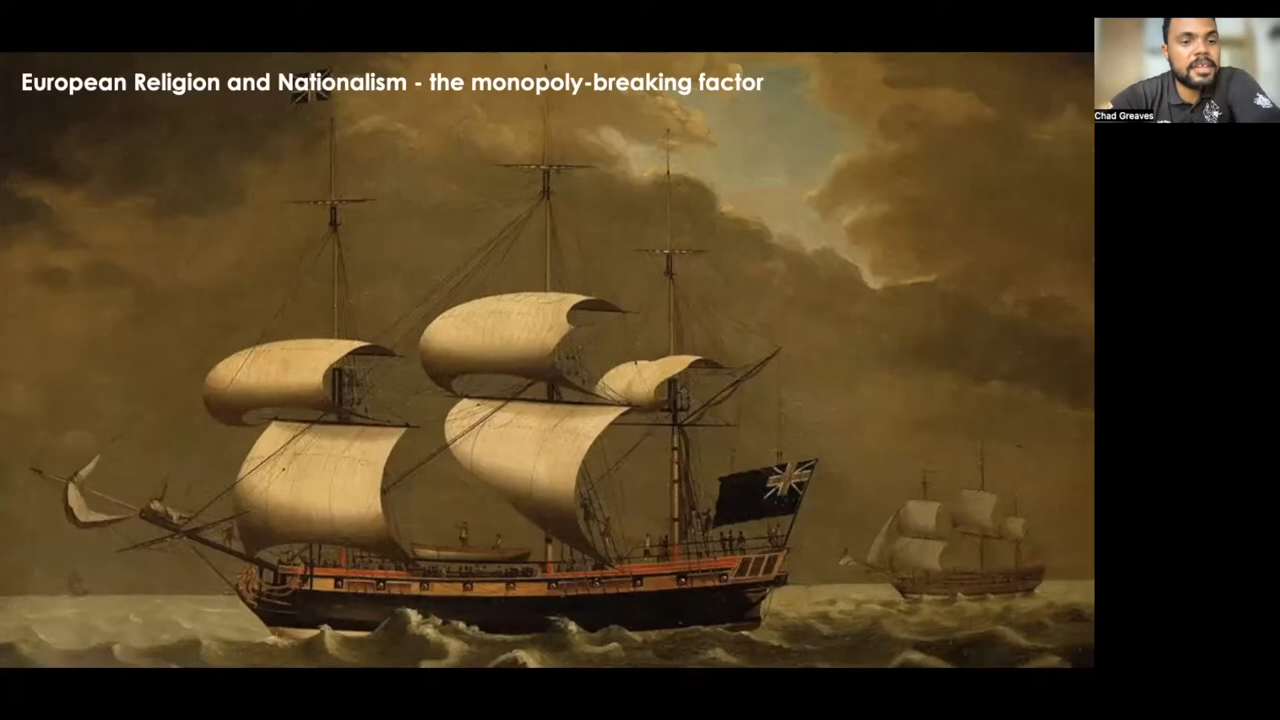 European Religion and Nationalism - the monopoly-breaking factor
Chad Greaves